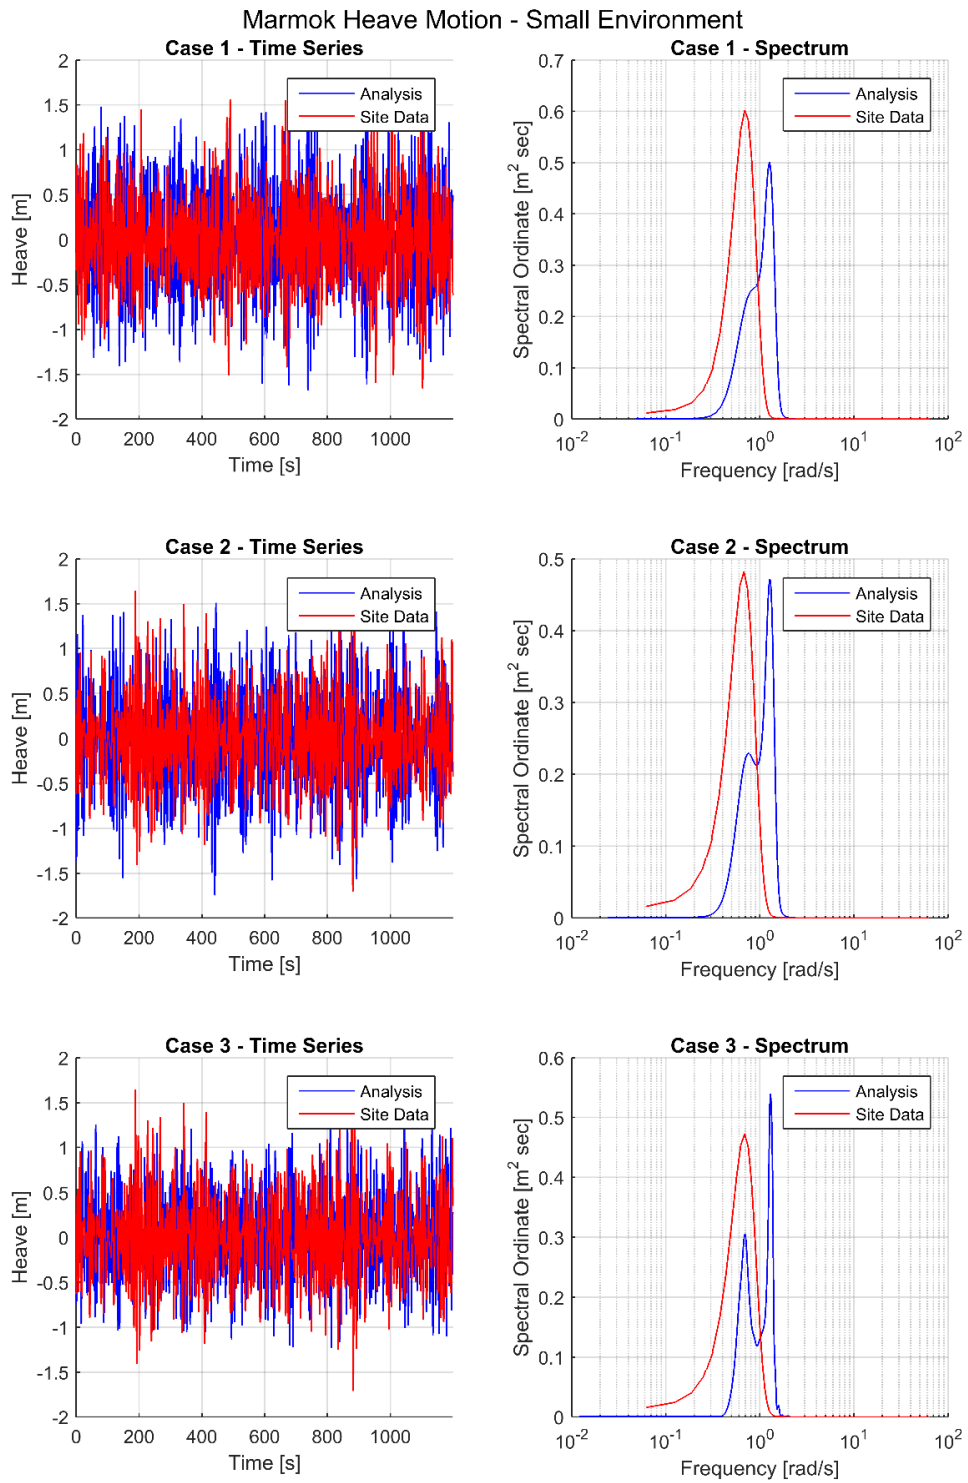 Marmok Heave Motion - Small Environment
Case 1 - Time Series
Case 1 - Spectrum
Heave [m]
2
1.5
1
0.5
0
-0.5
-1
-1.5
-2
Analysis
Site Data
0 200 400 600 800 1000
Time [s]
Spectral Ordinate [m² sec]
0.7
0.6
0.5
0.4
0.3
0.2
0.1
0
Analysis
Site Data
10⁻² 10⁻¹ 10⁰ 10¹ 10²
Frequency [rad/s]
Case 2 - Time Series
Case 2 - Spectrum
Heave [m]
2
1.5
1
0.5
0
-0.5
-1
-1.5
-2
Analysis
Site Data
0 200 400 600 800 1000
Time [s]
Spectral Ordinate [m² sec]
0.5
0.4
0.3
0.2
0.1
0
Analysis
Site Data
10⁻² 10⁻¹ 10⁰ 10¹ 10²
Frequency [rad/s]
Case 3 - Time Series
Case 3 - Spectrum
Heave [m]
2
1.5
1
0.5
0
-0.5
-1
-1.5
-2
Analysis
Site Data
0 200 400 600 800 1000
Time [s]
Spectral Ordinate [m² sec]
0.6
0.5
0.4
0.3
0.2
0.1
0
Analysis
Site Data
10⁻² 10⁻¹ 10⁰ 10¹ 10²
Frequency [rad/s]